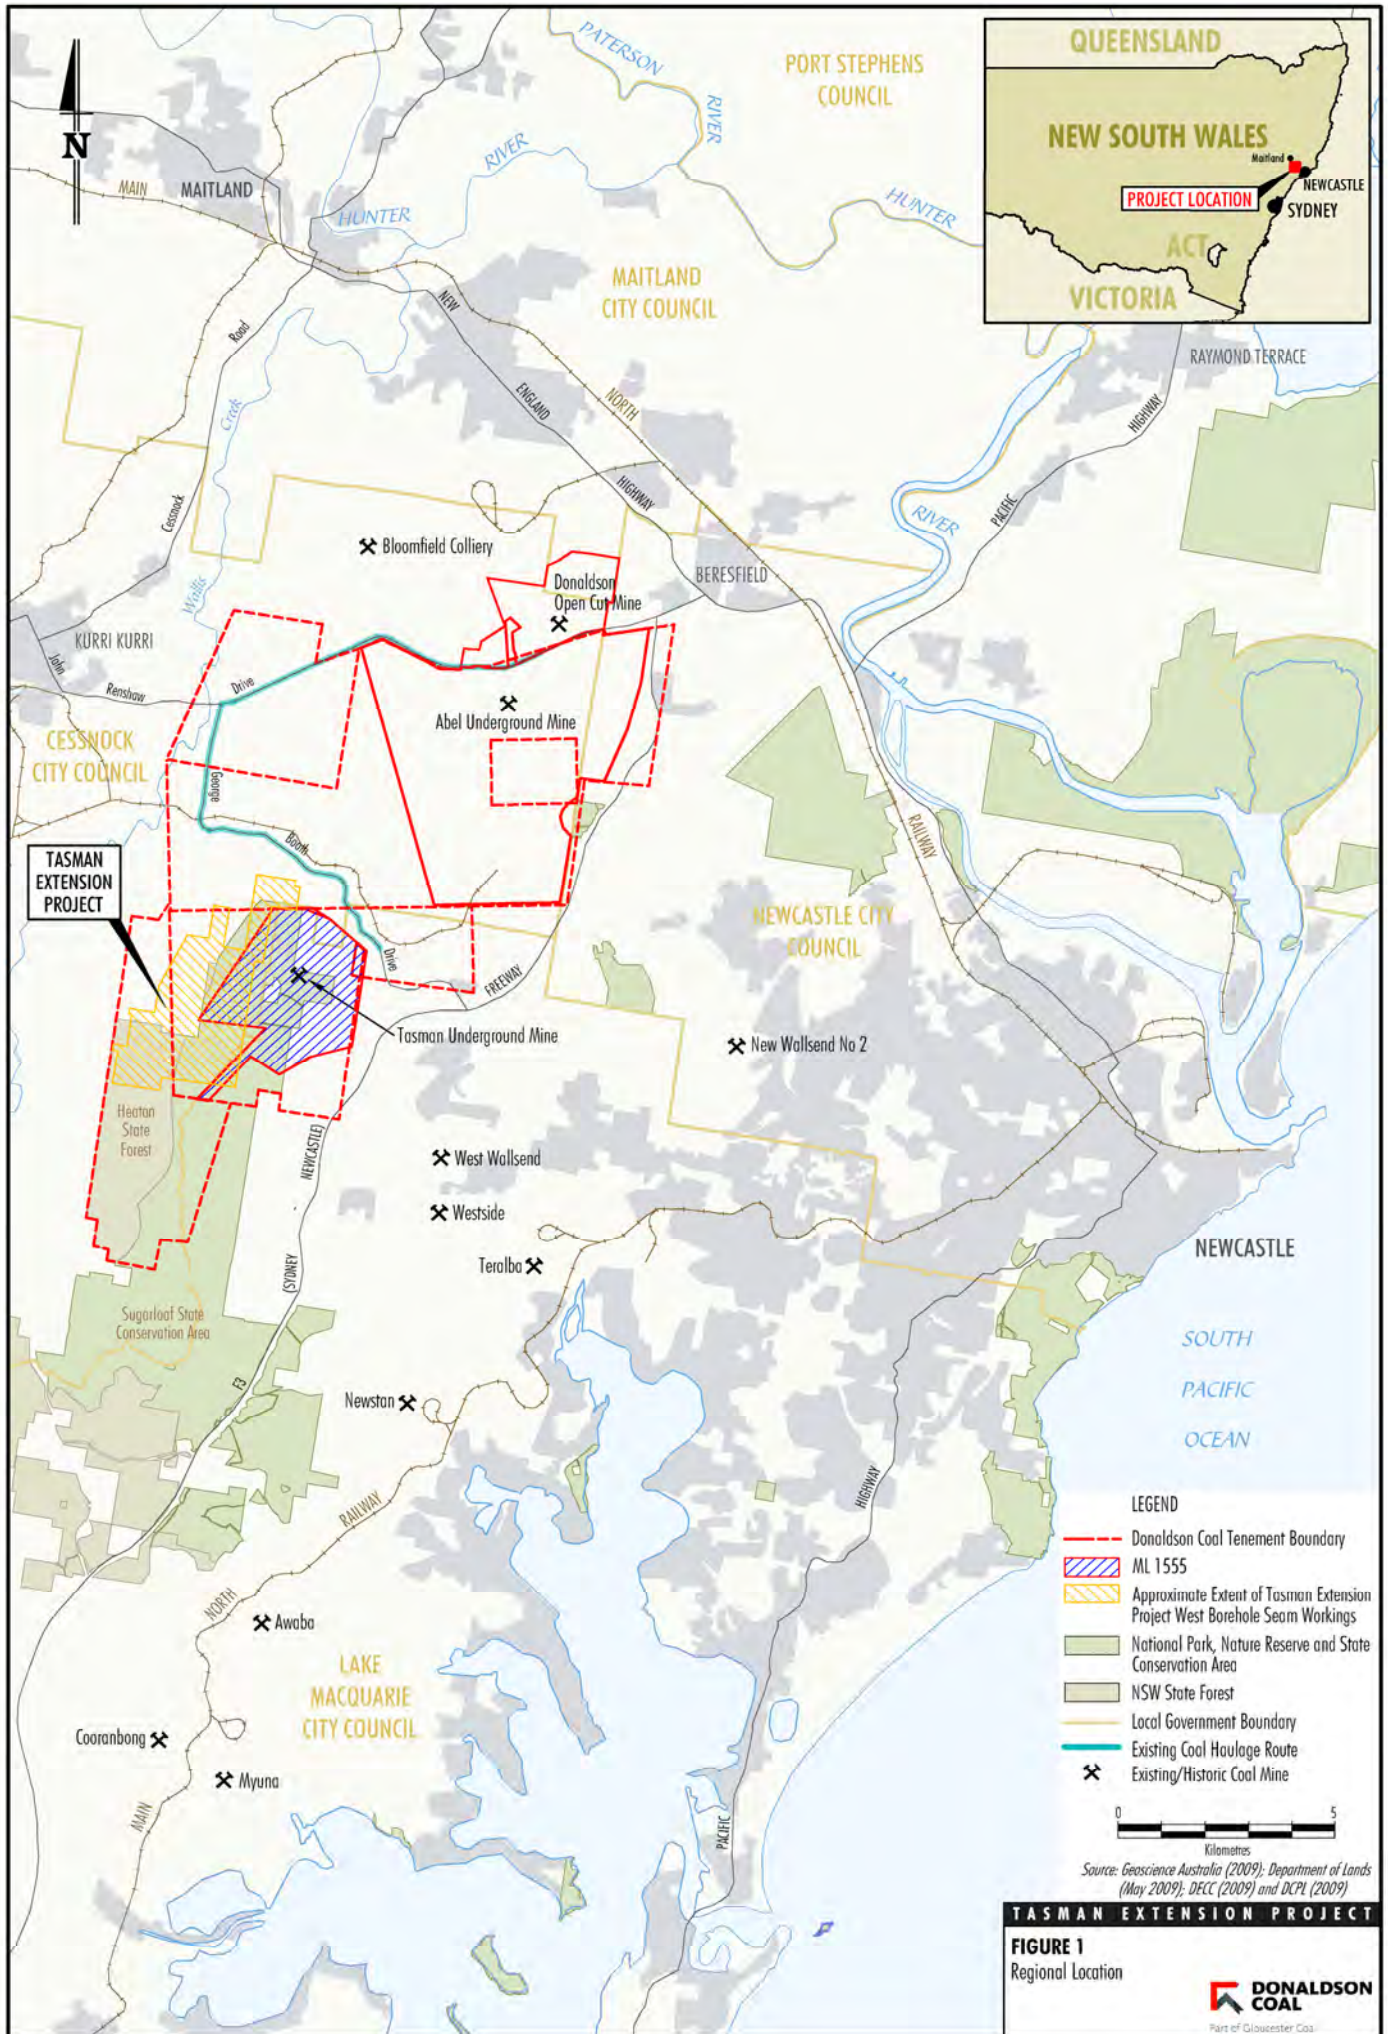 PATERSON
RIVER
PORT STEPHENS
COUNCIL
QUEENSLAND
NEW SOUTH WALES
Maitland
NEWCASTLE
PROJECT LOCATION
SYDNEY
ACT
VICTORIA
N
MAIN
MAITLAND
HUNTER
RIVER
HUNTER
MAITLAND
CITY COUNCIL
NEW
ENGLAND
HIGHWAY
NORTH
RAYMOND TERRACE
HIGHWAY
PACIFIC
RIVER
Road
Cessnock
Creek
Wallis
Bloomfield Colliery
Donaldson
Open Cut Mine
BERESFIELD
KURRI KURRI
John
Renshaw
Drive
Abel Underground Mine
CESSNOCK
CITY COUNCIL
George
Booth
Drive
RAILWAY
TASMAN
EXTENSION
PROJECT
NEWCASTLE CITY
COUNCIL
FREEWAY
Tasman Underground Mine
New Wallsend No 2
Heaton
State
Forest
NEWCASTLE)
-
(SYDNEY
West Wallsend
Westside
Teralba
NEWCASTLE
Sugarloaf State
Conservation Area
F3
SOUTH
PACIFIC
OCEAN
Newstan
RAILWAY
HIGHWAY
NORTH
Awaba
LAKE
MACQUARIE
CITY COUNCIL
Cooranbong
Myuna
MAIN
PACIFIC
LEGEND
Donaldson Coal Tenement Boundary
ML 1555
Approximate Extent of Tasman Extension
Project West Borehole Seam Workings
National Park, Nature Reserve and State
Conservation Area
NSW State Forest
Local Government Boundary
Existing Coal Haulage Route
Existing/Historic Coal Mine
0 5
Kilometres
Source: Geoscience Australia (2009); Department of Lands
(May 2009); DECC (2009) and DCPL (2009)
TASMAN EXTENSION PROJECT
FIGURE 1
Regional Location
DONALDSON
COAL
Part of Gloucester Coal